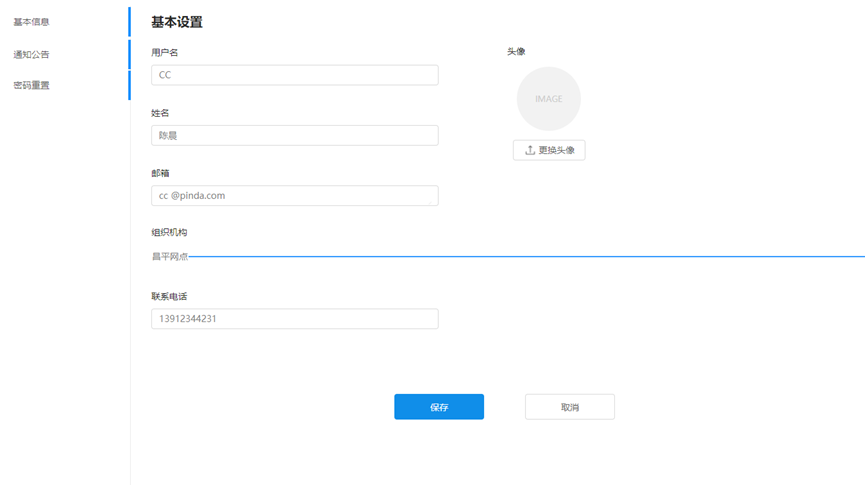 基本信息
通知公告
密码重置
基本设置
用户名
CC
姓名
陈晨
邮箱
cc @pinda.com
组织机构
昌平网点
联系电话
13912344231
头像
IMAGE
更换头像
保存
取消